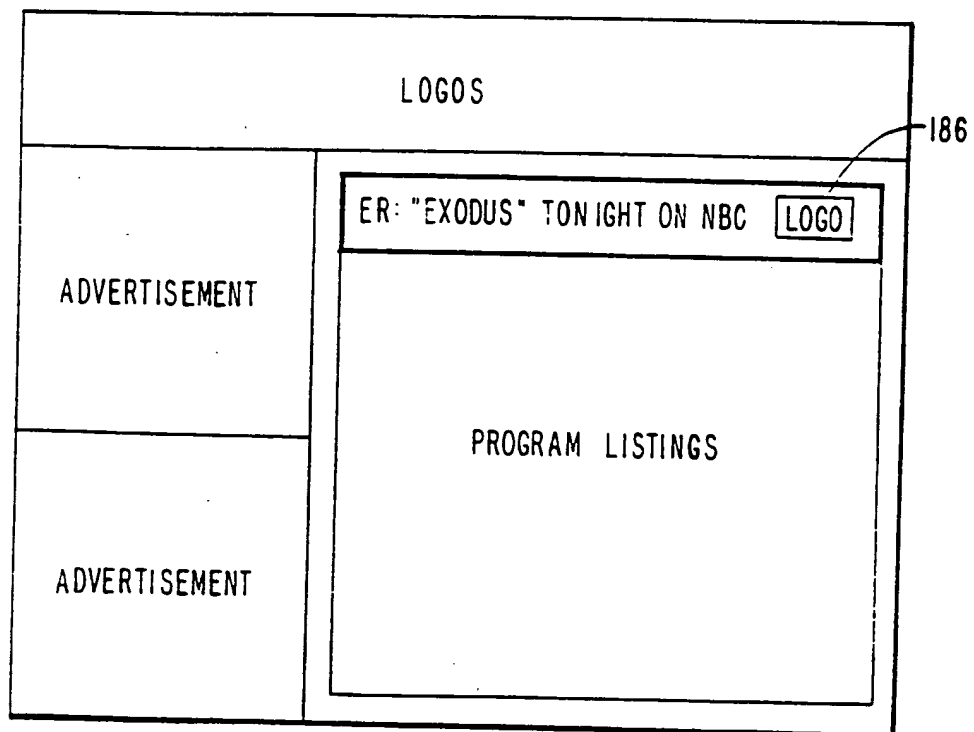 LOGOS
186
ER: "EXODUS" TONIGHT ON NBC LOGO
ADVERTISEMENT
PROGRAM LISTINGS
ADVERTISEMENT